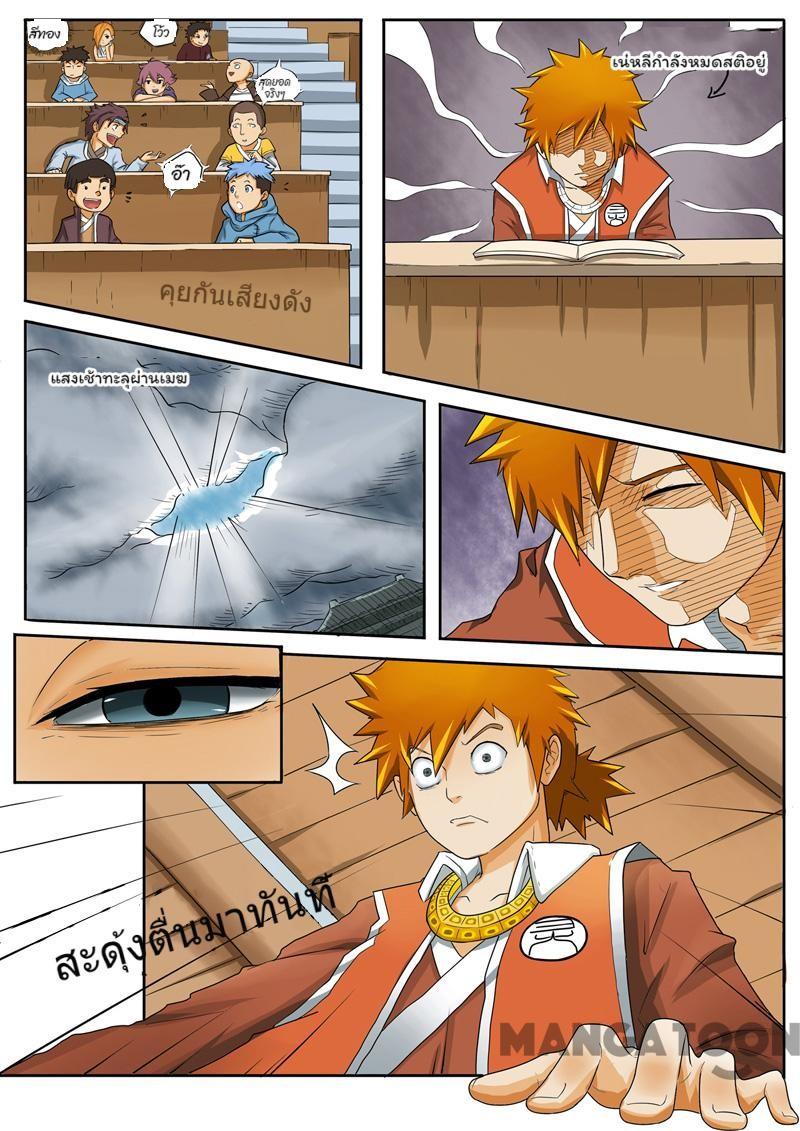 สีทอง
โว้ว
สุดยอด
จริงๆ
อ๊า
คุยกันเสียงดัง
เน่หลีกำลังหมดสติอยู่
แสงเช้าทะลุผ่านเมฆ
สะดุ้งตื่นมาทันที
MANGATOON